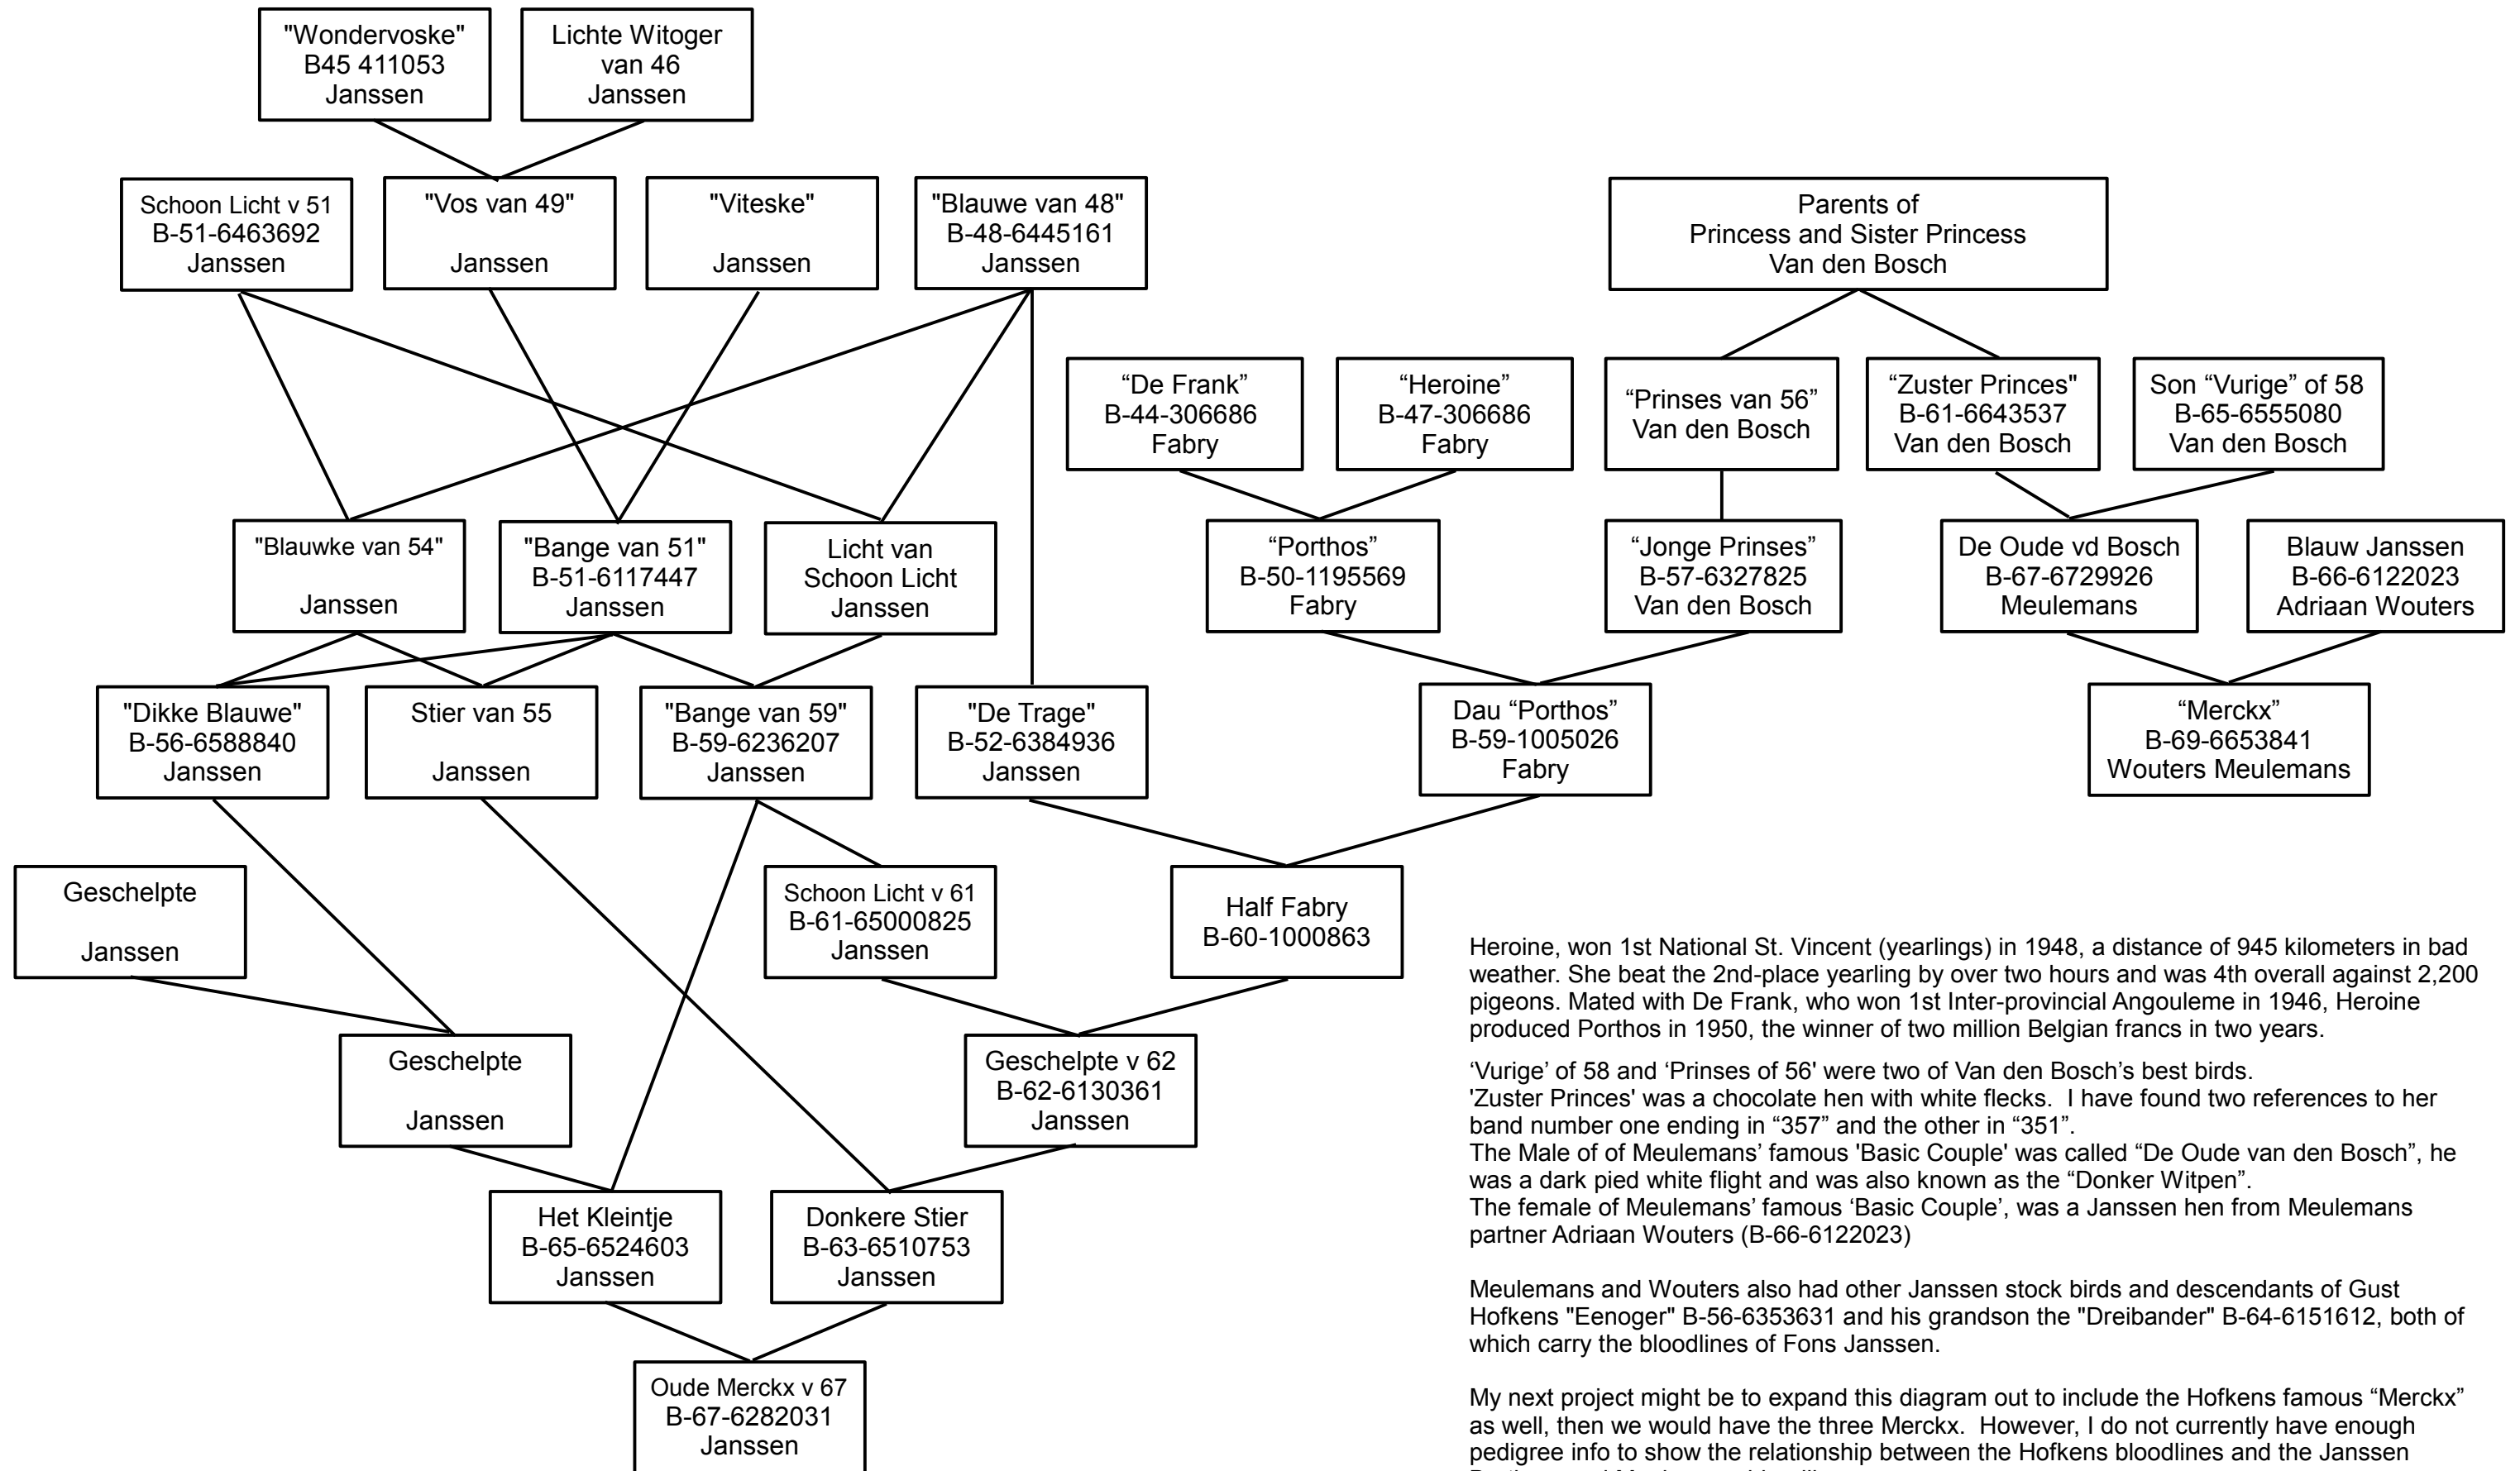 "Wondervoske"
B45 411053
Janssen
Lichte Witoger
van 46
Janssen
Schoon Licht v 51
B-51-6463692
Janssen
"Vos van 49"
Janssen
"Viteske"
Janssen
"Blauwe van 48"
B-48-6445161
Janssen
Parents of
Princess and Sister Princess
Van den Bosch
“De Frank”
B-44-306686
Fabry
“Heroine”
B-47-306686
Fabry
“Prinses van 56”
Van den Bosch
“Zuster Princes"
B-61-6643537
Van den Bosch
Son “Vurige” of 58
B-65-6555080
Van den Bosch
"Blauwke van 54"
Janssen
"Bange van 51"
B-51-6117447
Janssen
Licht van
Schoon Licht
Janssen
“Porthos”
B-50-1195569
Fabry
“Jonge Prinses”
B-57-6327825
Van den Bosch
De Oude vd Bosch
B-67-6729926
Meulemans
Blauw Janssen
B-66-6122023
Adriaan Wouters
"Dikke Blauwe"
B-56-6588840
Janssen
Stier van 55
Janssen
"Bange van 59"
B-59-6236207
Janssen
"De Trage"
B-52-6384936
Janssen
Dau “Porthos”
B-59-1005026
Fabry
“Merckx”
B-69-6653841
Wouters Meulemans
Geschelpte
Janssen
Schoon Licht v 61
B-61-65000825
Janssen
Half Fabry
B-60-1000863
Geschelpte
Janssen
Geschelpte v 62
B-62-6130361
Janssen
Het Kleintje
B-65-6524603
Janssen
Donkere Stier
B-63-6510753
Janssen
Oude Merckx v 67
B-67-6282031
Janssen
Heroine, won 1st National St. Vincent (yearlings) in 1948, a distance of 945 kilometers in bad
weather. She beat the 2nd-place yearling by over two hours and was 4th overall against 2,200
pigeons. Mated with De Frank, who won 1st Inter-provincial Angouleme in 1946, Heroine
produced Porthos in 1950, the winner of two million Belgian francs in two years.
‘Vurige’ of 58 and ‘Prinses of 56' were two of Van den Bosch’s best birds.
'Zuster Princes' was a chocolate hen with white flecks. I have found two references to her
band number one ending in “357” and the other in “351”.
The Male of of Meulemans’ famous 'Basic Couple' was called “De Oude van den Bosch”, he
was a dark pied white flight and was also known as the “Donker Witpen”.
The female of Meulemans’ famous ‘Basic Couple’, was a Janssen hen from Meulemans
partner Adriaan Wouters (B-66-6122023)
Meulemans and Wouters also had other Janssen stock birds and descendants of Gust
Hofkens "Eenoger" B-56-6353631 and his grandson the "Dreibander" B-64-6151612, both of
which carry the bloodlines of Fons Janssen.
My next project might be to expand this diagram out to include the Hofkens famous “Merckx”
as well, then we would have the three Merckx. However, I do not currently have enough
pedigree info to show the relationship between the Hofkens bloodlines and the Janssen